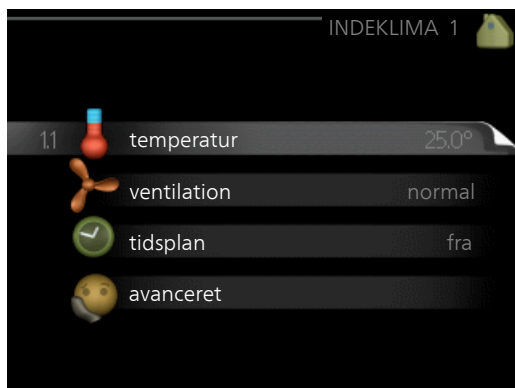 INDEKLIMA 1
1.1 temperatur 25.0°
ventilation normal
tidsplan fra
avanceret